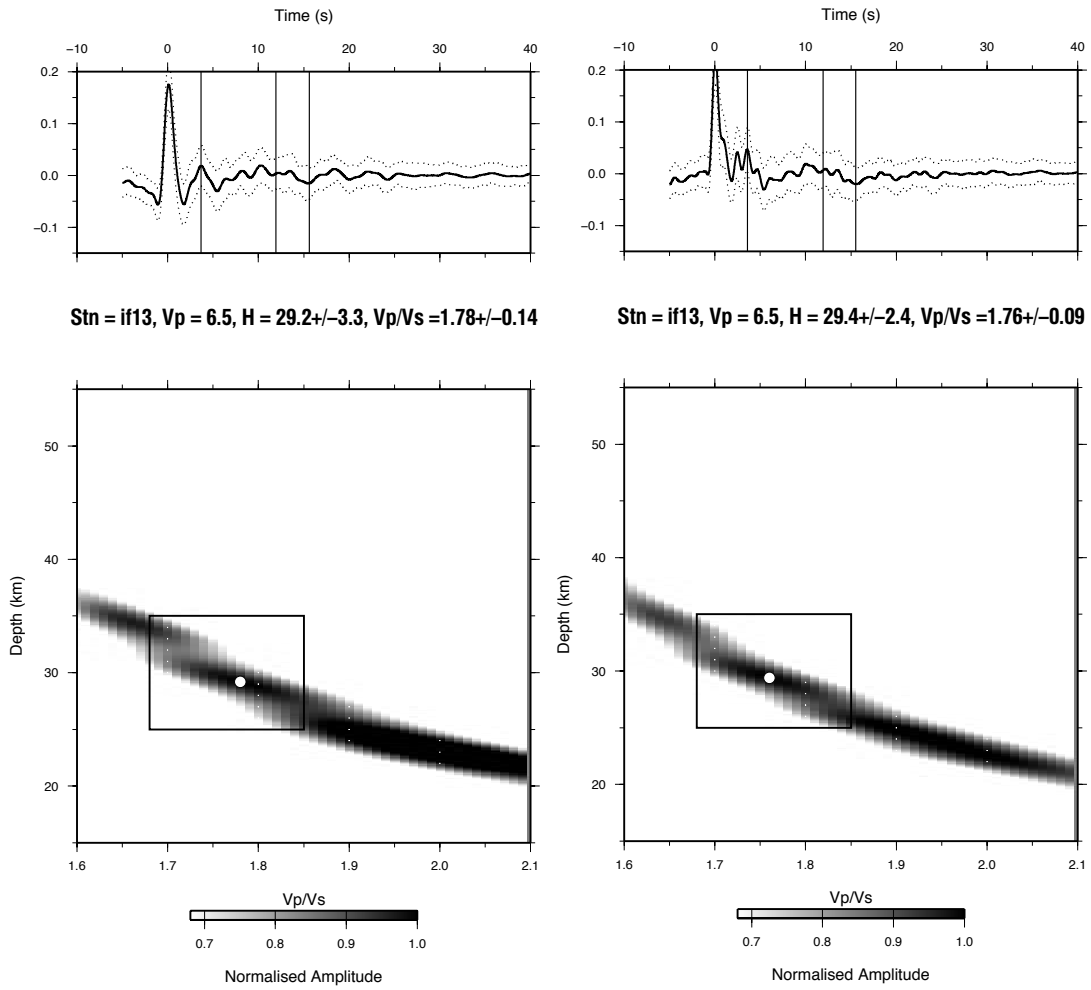 Time (s)
−10 0 10 20 30 40
0.2
0.1
0.0
−0.1
Stn = if13, Vp = 6.5, H = 29.2+/−3.3, Vp/Vs =1.78+/−0.14
50
40
30
20
Depth (km)
1.6 1.7 1.8 1.9 2.0 2.1
Vp/Vs
0.7 0.8 0.9 1.0
Normalised Amplitude
Time (s)
−10 0 10 20 30 40
0.2
0.1
0.0
−0.1
Stn = if13, Vp = 6.5, H = 29.4+/−2.4, Vp/Vs =1.76+/−0.09
50
40
30
20
Depth (km)
1.6 1.7 1.8 1.9 2.0 2.1
Vp/Vs
0.7 0.8 0.9 1.0
Normalised Amplitude